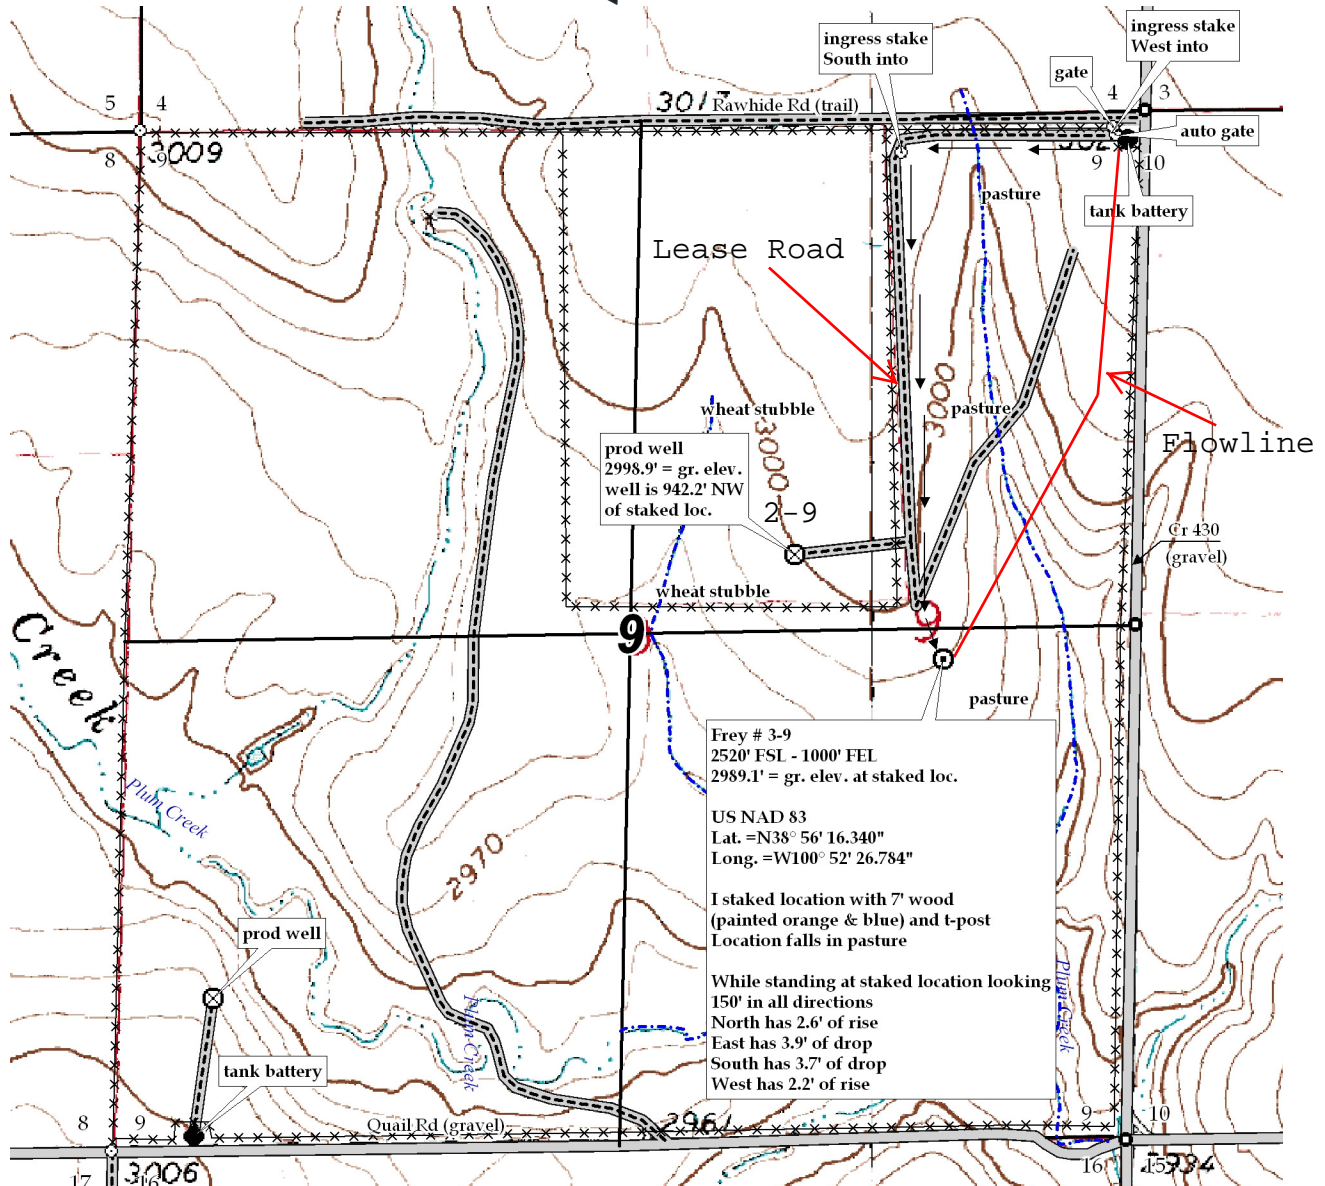 ingress stake
South into
ingress stake
West into
gate
5 4
3017
Rawhide Rd (trail)
4 3
auto gate
8 9
3009
9 10
tank battery
pasture
Lease Road
3000
wheat stubble
pasture
Flowline
prod well
2998.9' = gr. elev.
well is 942.2' NW
of staked loc.
3000
2-9
Cr 430
(gravel)
wheat stubble
9
Creek
pasture
Frey # 3-9
2520' FSL - 1000' FEL
2989.1' = gr. elev. at staked loc.
US NAD 83
Lat. =N38° 56' 16.340"
Long. =W100° 52' 26.784"
I staked location with 7' wood
(painted orange & blue) and t-post
Location falls in pasture
While standing at staked location looking
150' in all directions
North has 2.6' of rise
East has 3.9' of drop
South has 3.7' of drop
West has 2.2' of rise
Plum Creek
2970
prod well
Plum Creek
Plum Creek
tank battery
8 9
Quail Rd (gravel)
2961
9 10
17 16
3006
16 15
2934